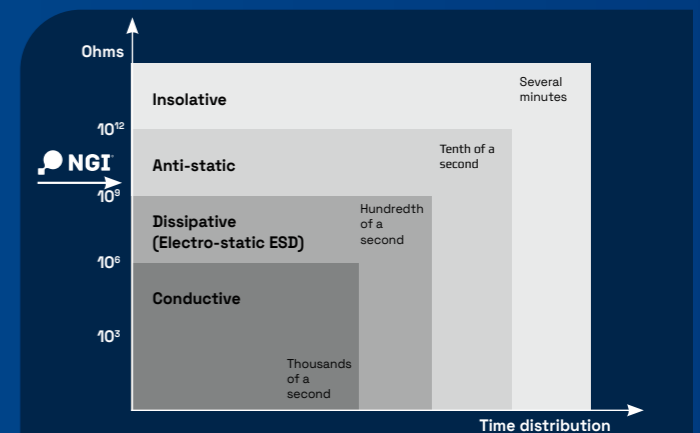 Ohms
Several
minutes
Insolative
10¹²
Tenth of a
second
NGI
Anti-static
10⁹
Hundredth
of a
second
Dissipative
(Electro-static ESD)
10⁶
Conductive
10³
Thousands
of a
second
Time distribution